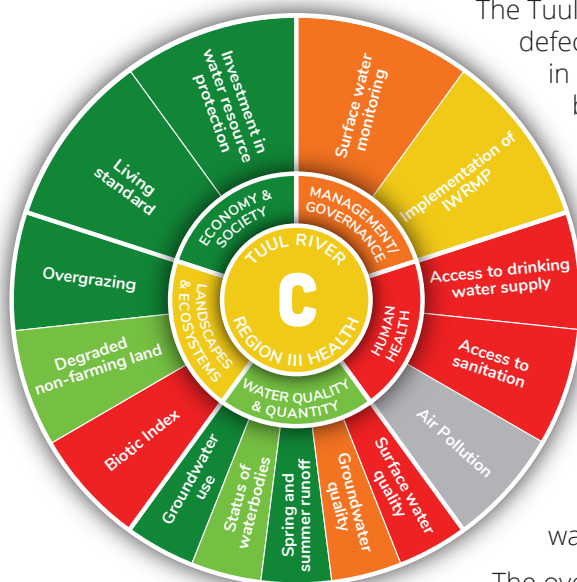 The Tuul
defec
in
b
wa
The ove
Investment in
water resource
protection
Surface water
monitoring
Implementation of
IWRMP
Access to drinking
water supply
Access to
sanitation
Air Pollution
Surface water
quality
Groundwater
quality
Spring and
summer runoff
Status of
waterbodies
Groundwater
use
Biotic Index
Degraded
non-farming land
Overgrazing
Living
standard
ECONOMY &
SOCIETY
MANAGEMENT/
GOVERNANCE
HUMAN
HEALTH
WATER QUALITY
& QUANTITY
LANDSCAPES
& ECOSYSTEMS
TUUL RIVER
C
REGION III HEALTH